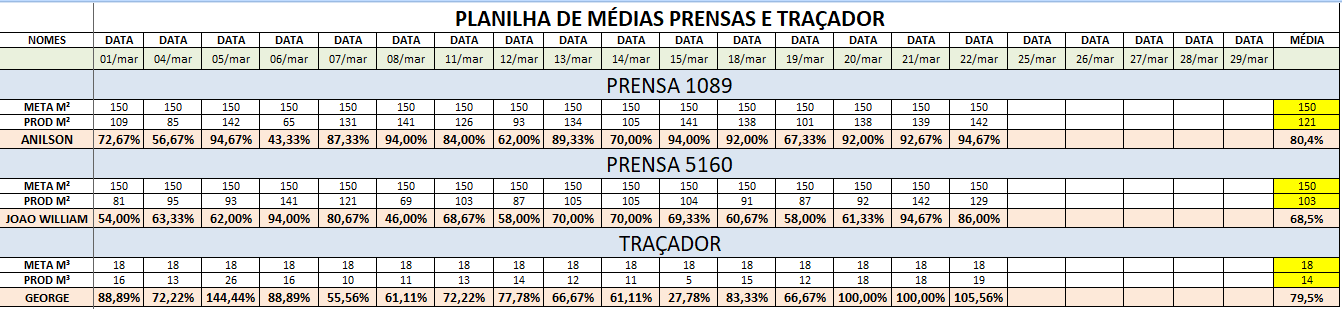 PLANILHA DE MÉDIAS PRENSAS E TRAÇADOR
NOMES DATA DATA DATA DATA DATA DATA DATA DATA DATA DATA DATA DATA DATA DATA DATA DATA DATA DATA DATA DATA DATA MÉDIA
01/mar 04/mar 05/mar 06/mar 07/mar 08/mar 11/mar 12/mar 13/mar 14/mar 15/mar 18/mar 19/mar 20/mar 21/mar 22/mar 25/mar 26/mar 27/mar 28/mar 29/mar
PRENSA 1089
META M² 150 150 150 150 150 150 150 150 150 150 150 150 150 150 150 150 150
PROD M² 109 85 142 65 131 141 126 93 134 105 141 138 101 138 139 142 121
ANILSON 72,67% 56,67% 94,67% 43,33% 87,33% 94,00% 84,00% 62,00% 89,33% 70,00% 94,00% 92,00% 67,33% 92,00% 92,67% 94,67% 80,4%
PRENSA 5160
META M² 150 150 150 150 150 150 150 150 150 150 150 150 150 150 150 150 150
PROD M² 81 95 93 141 121 69 103 87 105 105 104 91 87 92 142 129 103
JOAO WILLIAM 54,00% 63,33% 62,00% 94,00% 80,67% 46,00% 68,67% 58,00% 70,00% 70,00% 69,33% 60,67% 58,00% 61,33% 94,67% 86,00% 68,5%
TRAÇADOR
META M³ 18 18 18 18 18 18 18 18 18 18 18 18 18 18 18 18 18
PROD M³ 16 13 26 16 10 11 13 14 12 11 5 15 12 18 18 19 14
GEORGE 88,89% 72,22% 144,44% 88,89% 55,56% 61,11% 72,22% 77,78% 66,67% 61,11% 27,78% 83,33% 66,67% 100,00% 100,00% 105,56% 79,5%